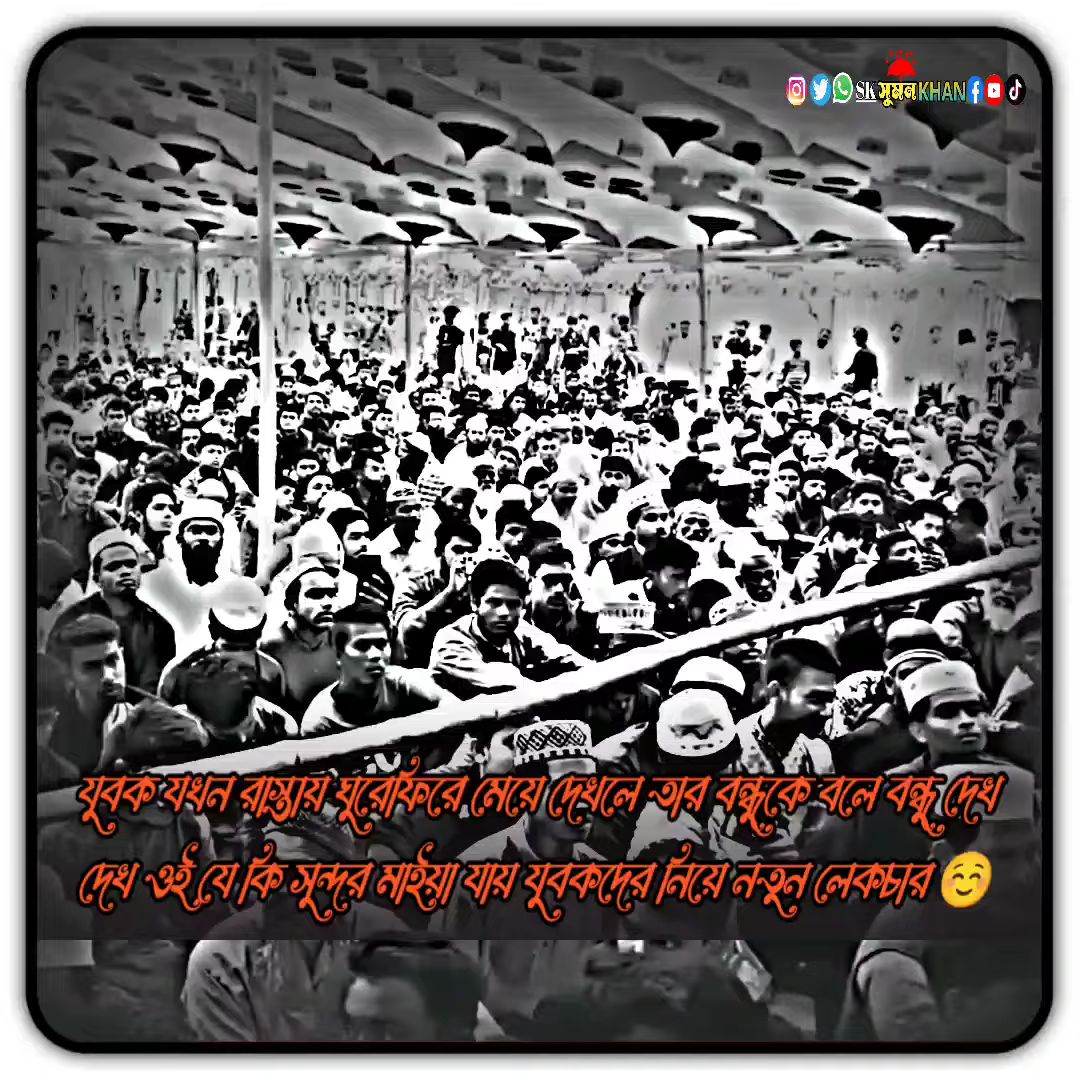 SK সুমন KHAN
যুবক যখন রাস্তায় ঘুরেফিরে মেয়ে দেখলে তার বন্ধুকে বলে বন্ধু দেখ
দেখ ওই যে কি সুন্দর মাইয়া যায় যুবকদের নিয়ে নতুন লেকচার ☺️